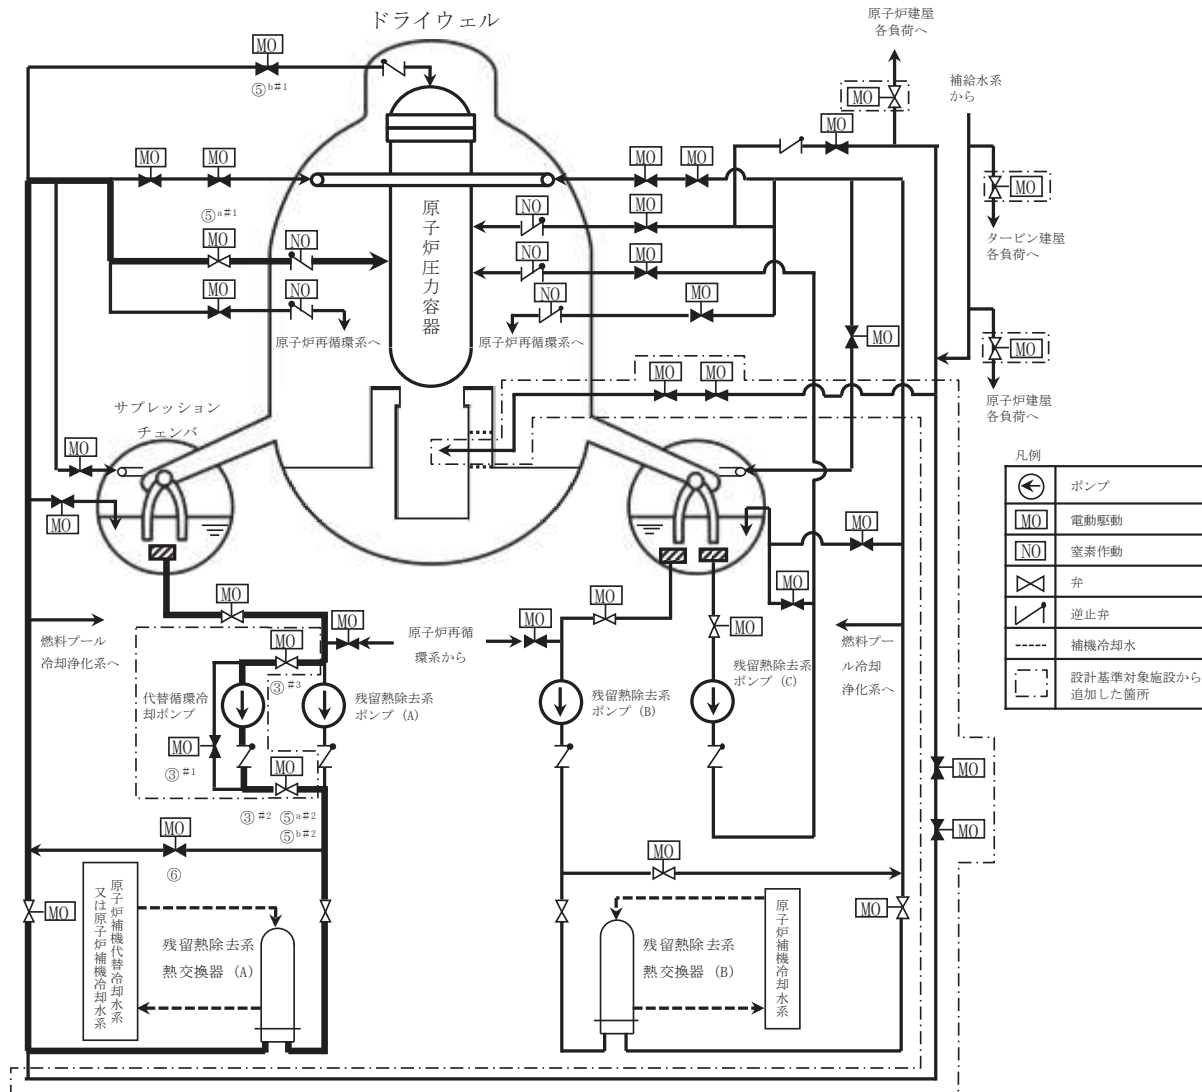 ドライウェル
原子炉建屋
各負荷へ
MO
⑤b#1
MO
補給水系
から
MO
MO
MO
MO
MO
MO
タービン建屋
各負荷へ
⑤a#1
MO
NO
NO
MO
原子炉圧力容器
NO
MO
MO
NO
NO
MO
原子炉再循環系へ
原子炉再循環系へ
MO
MO
原子炉建屋
各負荷へ
MO
MO
サプレッション
チェンバ
MO
MO
凡例
ポンプ
MO
電動駆動
NO
窒素作動
弁
逆止弁
補機冷却水
設計基準対象施設から
追加した箇所
MO
MO
燃料プール
冷却浄化系へ
MO
MO
MO
原子炉再循
環系から
MO
MO
MO
燃料プー
ル冷却
浄化系へ
③#3
代替循環冷
却ポンプ
残留熱除去系
ポンプ(A)
残留熱除去系
ポンプ(B)
残留熱除去系
ポンプ(C)
MO
③#1
MO
③#2
⑤a#2
⑤b#2
MO
MO
MO
⑥
MO
MO
MO
原子炉補機代替冷却水系
又は原子炉補機冷却水系
残留熱除去系
熱交換器(A)
残留熱除去系
熱交換器(B)
原子炉補機冷却水系